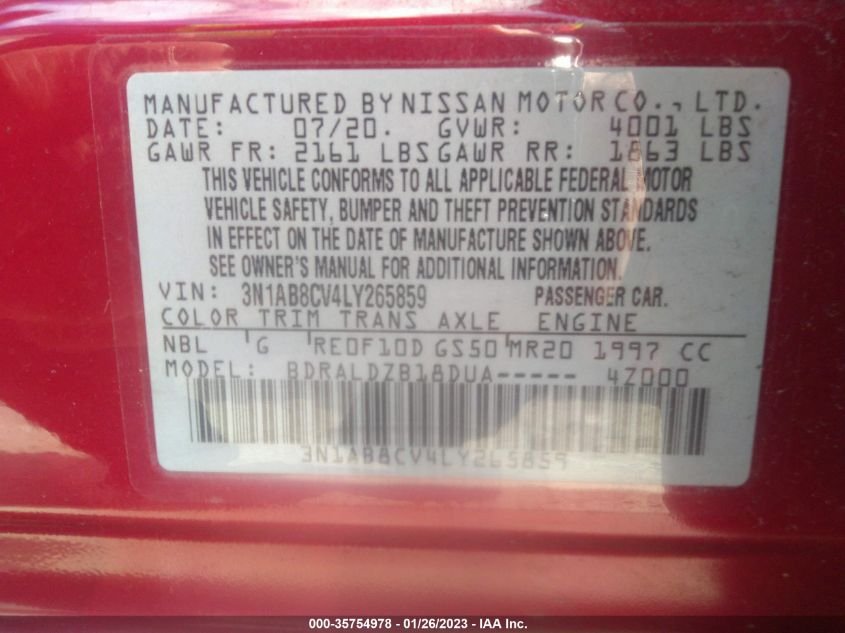 MANUFACTURED BY NISSAN MOTOR CO., LTD.
DATE: 07/20. GVWR: 4001 LBS
GAWR FR: 2161 LBS GAWR RR: 1863 LBS
THIS VEHICLE CONFORMS TO ALL APPLICABLE FEDERAL MOTOR
VEHICLE SAFETY, BUMPER AND THEFT PREVENTION STANDARDS
IN EFFECT ON THE DATE OF MANUFACTURE SHOWN ABOVE.
SEE OWNER'S MANUAL FOR ADDITIONAL INFORMATION.
VIN: 3N1AB8CV4LY265859 PASSENGER CAR.
COLOR TRIM TRANS AXLE ENGINE
NBL 'G 'RE0F10D GS50'MR20 1997 CC
MODEL: BDRALDZB18DUA----- 4Z000
3N1AB8CV4LY265859
000-35754978 - 01/26/2023 - IAA Inc.